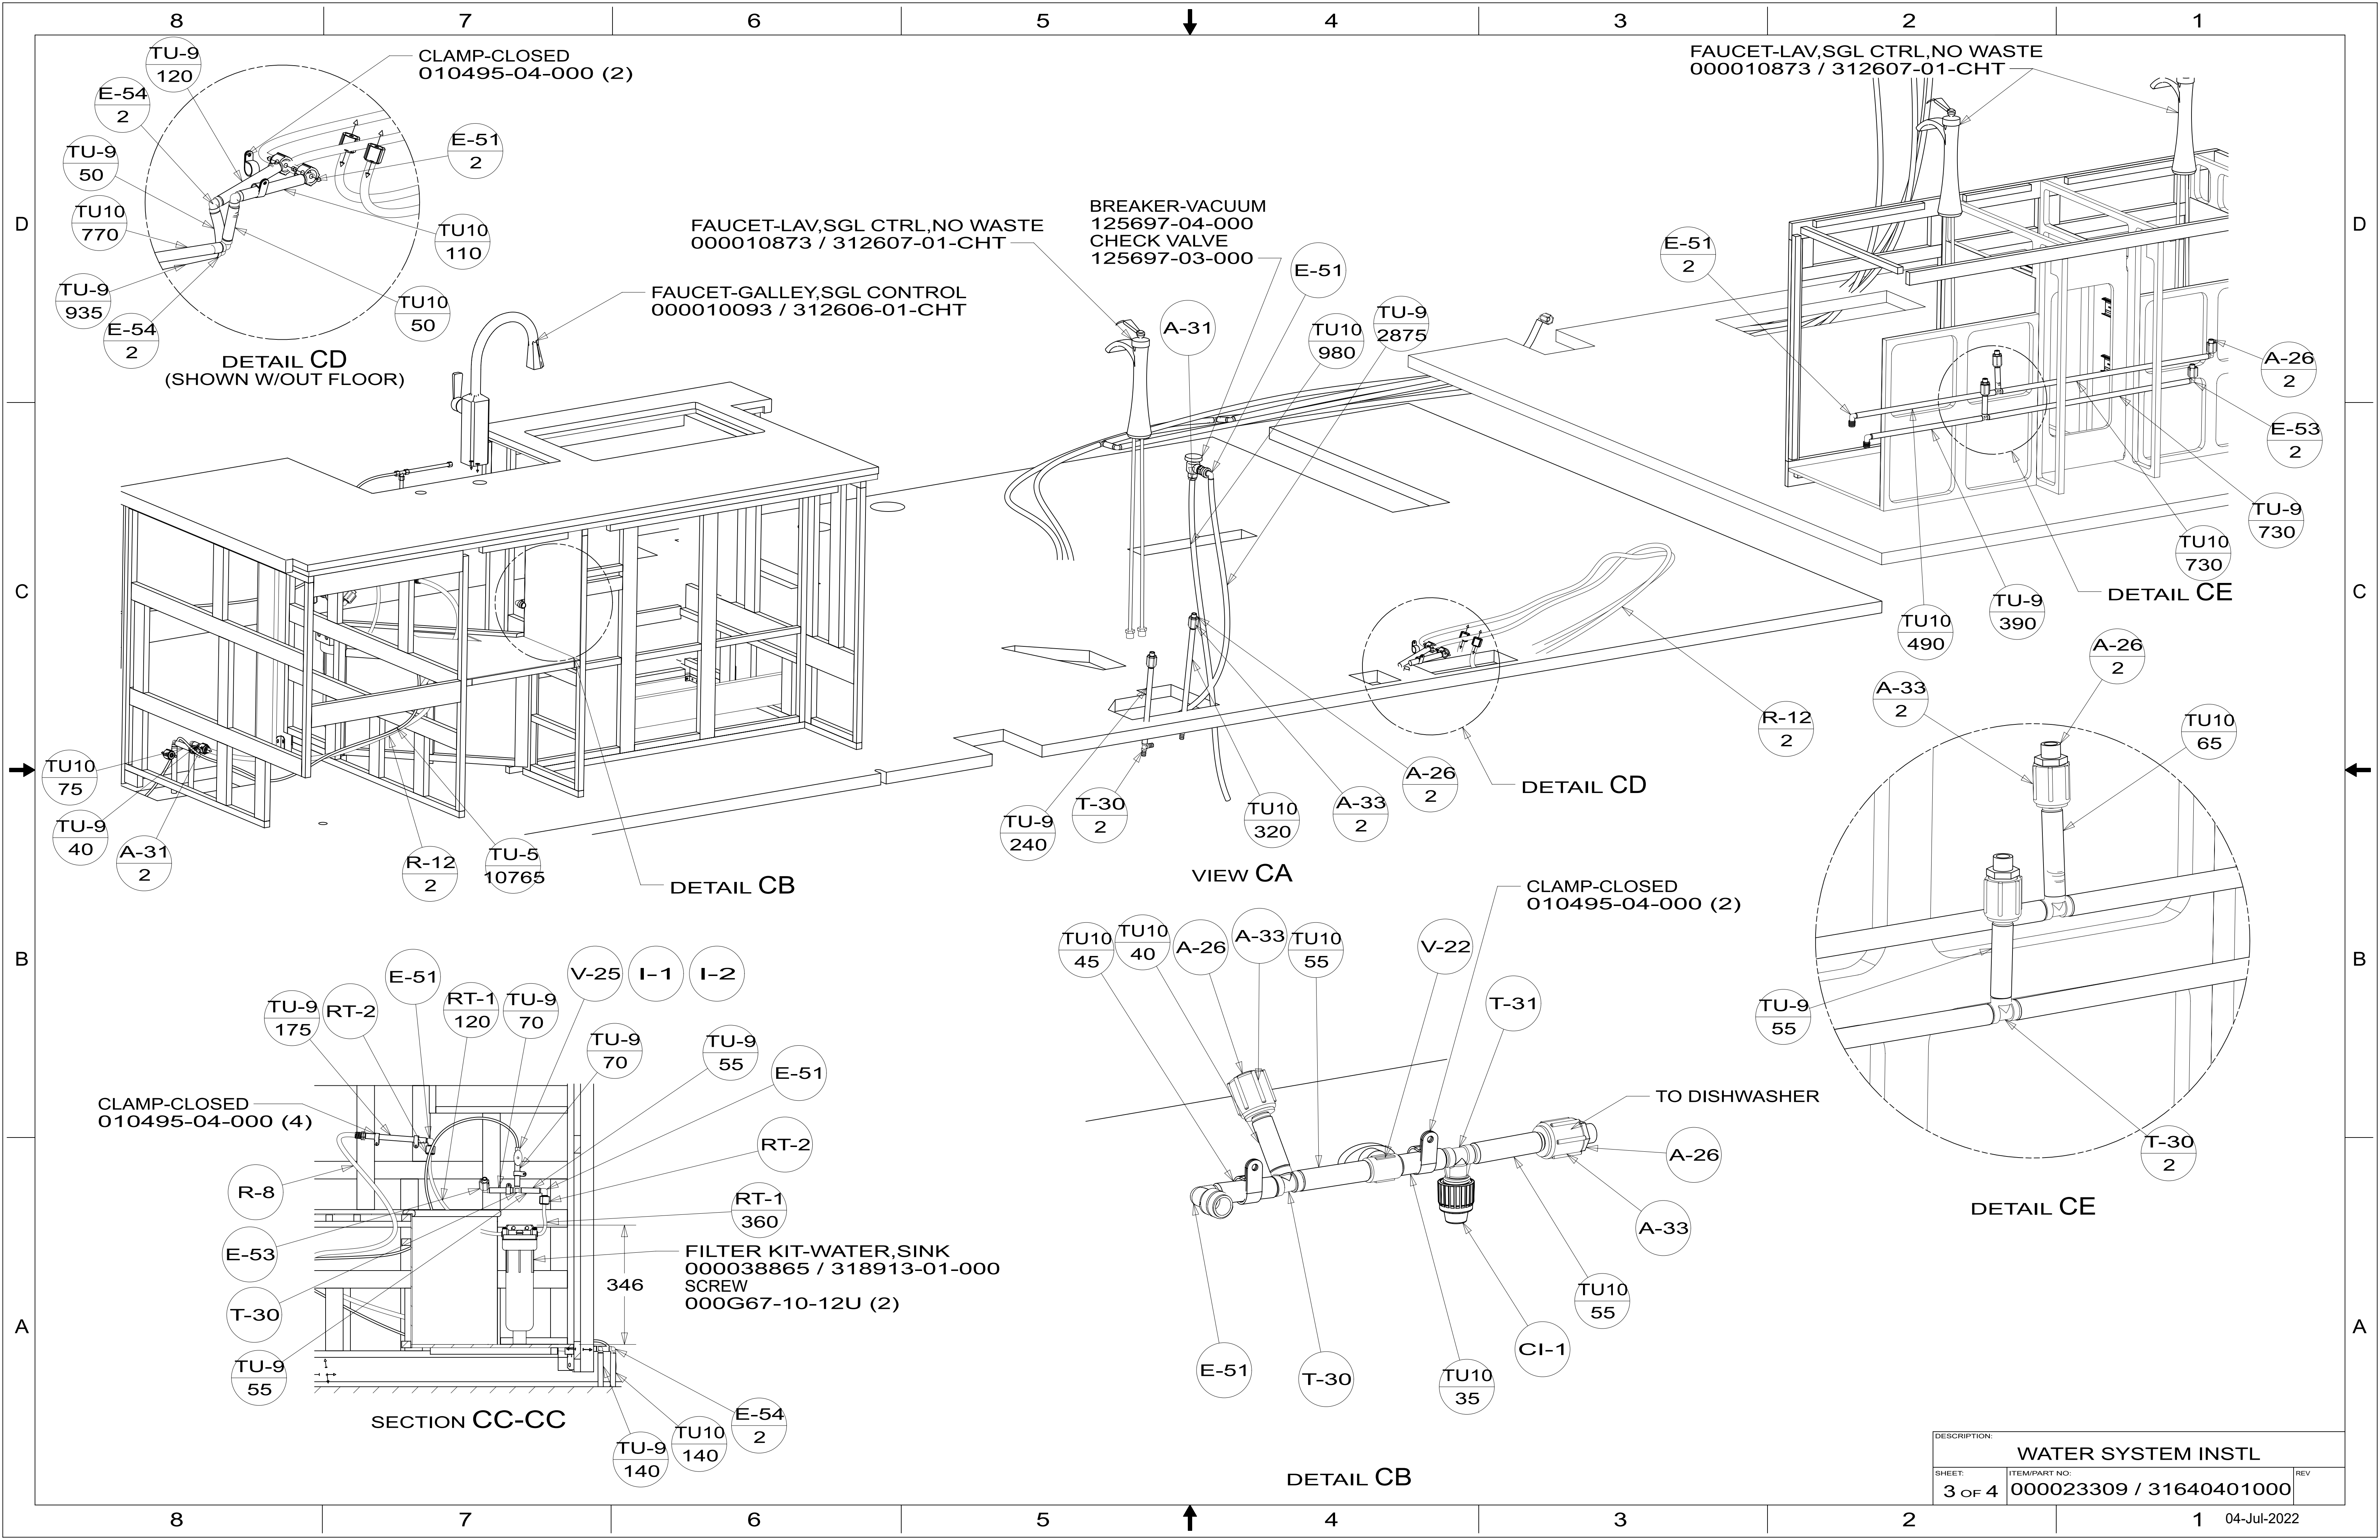 8 7 6 5 4 3 2 1
D
C
B
A
TU-9
120
E-54
2
TU-9
50
TU10
770
TU-9
935
E-54
2
CLAMP-CLOSED
010495-04-000 (2)
E-51
2
TU10
110
TU10
50
DETAIL CD
(SHOWN W/OUT FLOOR)
FAUCET-LAV,SGL CTRL,NO WASTE
000010873 / 312607-01-CHT
FAUCET-GALLEY,SGL CONTROL
000010093 / 312606-01-CHT
BREAKER-VACUUM
125697-04-000
CHECK VALVE
125697-03-000
E-51
A-31
TU10
980
TU-9
2875
FAUCET-LAV,SGL CTRL,NO WASTE
000010873 / 312607-01-CHT
E-51
2
A-26
2
E-53
2
TU-9
730
TU10
730
DETAIL CE
TU-9
390
TU10
490
TU10
75
TU-9
40
A-31
2
R-12
2
TU-5
10765
DETAIL CB
TU-9
240
T-30
2
TU10
320
A-33
2
A-26
2
DETAIL CD
R-12
2
VIEW CA
A-33
2
A-26
2
TU10
65
TU-9
55
T-30
2
DETAIL CE
CLAMP-CLOSED
010495-04-000 (2)
TU10
45
TU10
40
A-26
A-33
TU10
55
V-22
T-31
TO DISHWASHER
A-26
A-33
TU10
55
CI-1
TU10
35
T-30
E-51
DETAIL CB
TU-9
175
RT-2
E-51
RT-1
120
TU-9
70
V-25
I-1
I-2
TU-9
70
TU-9
55
E-51
RT-2
RT-1
360
CLAMP-CLOSED
010495-04-000 (4)
R-8
E-53
T-30
TU-9
55
346
FILTER KIT-WATER,SINK
000038865 / 318913-01-000
SCREW
000G67-10-12U (2)
E-54
2
TU10
140
TU-9
140
SECTION CC-CC
DESCRIPTION:
WATER SYSTEM INSTL
SHEET:
3 OF 4
ITEM/PART NO:
000023309 / 31640401000
REV
D
C
B
A
8 7 6 5 4 3 2 1
04-Jul-2022